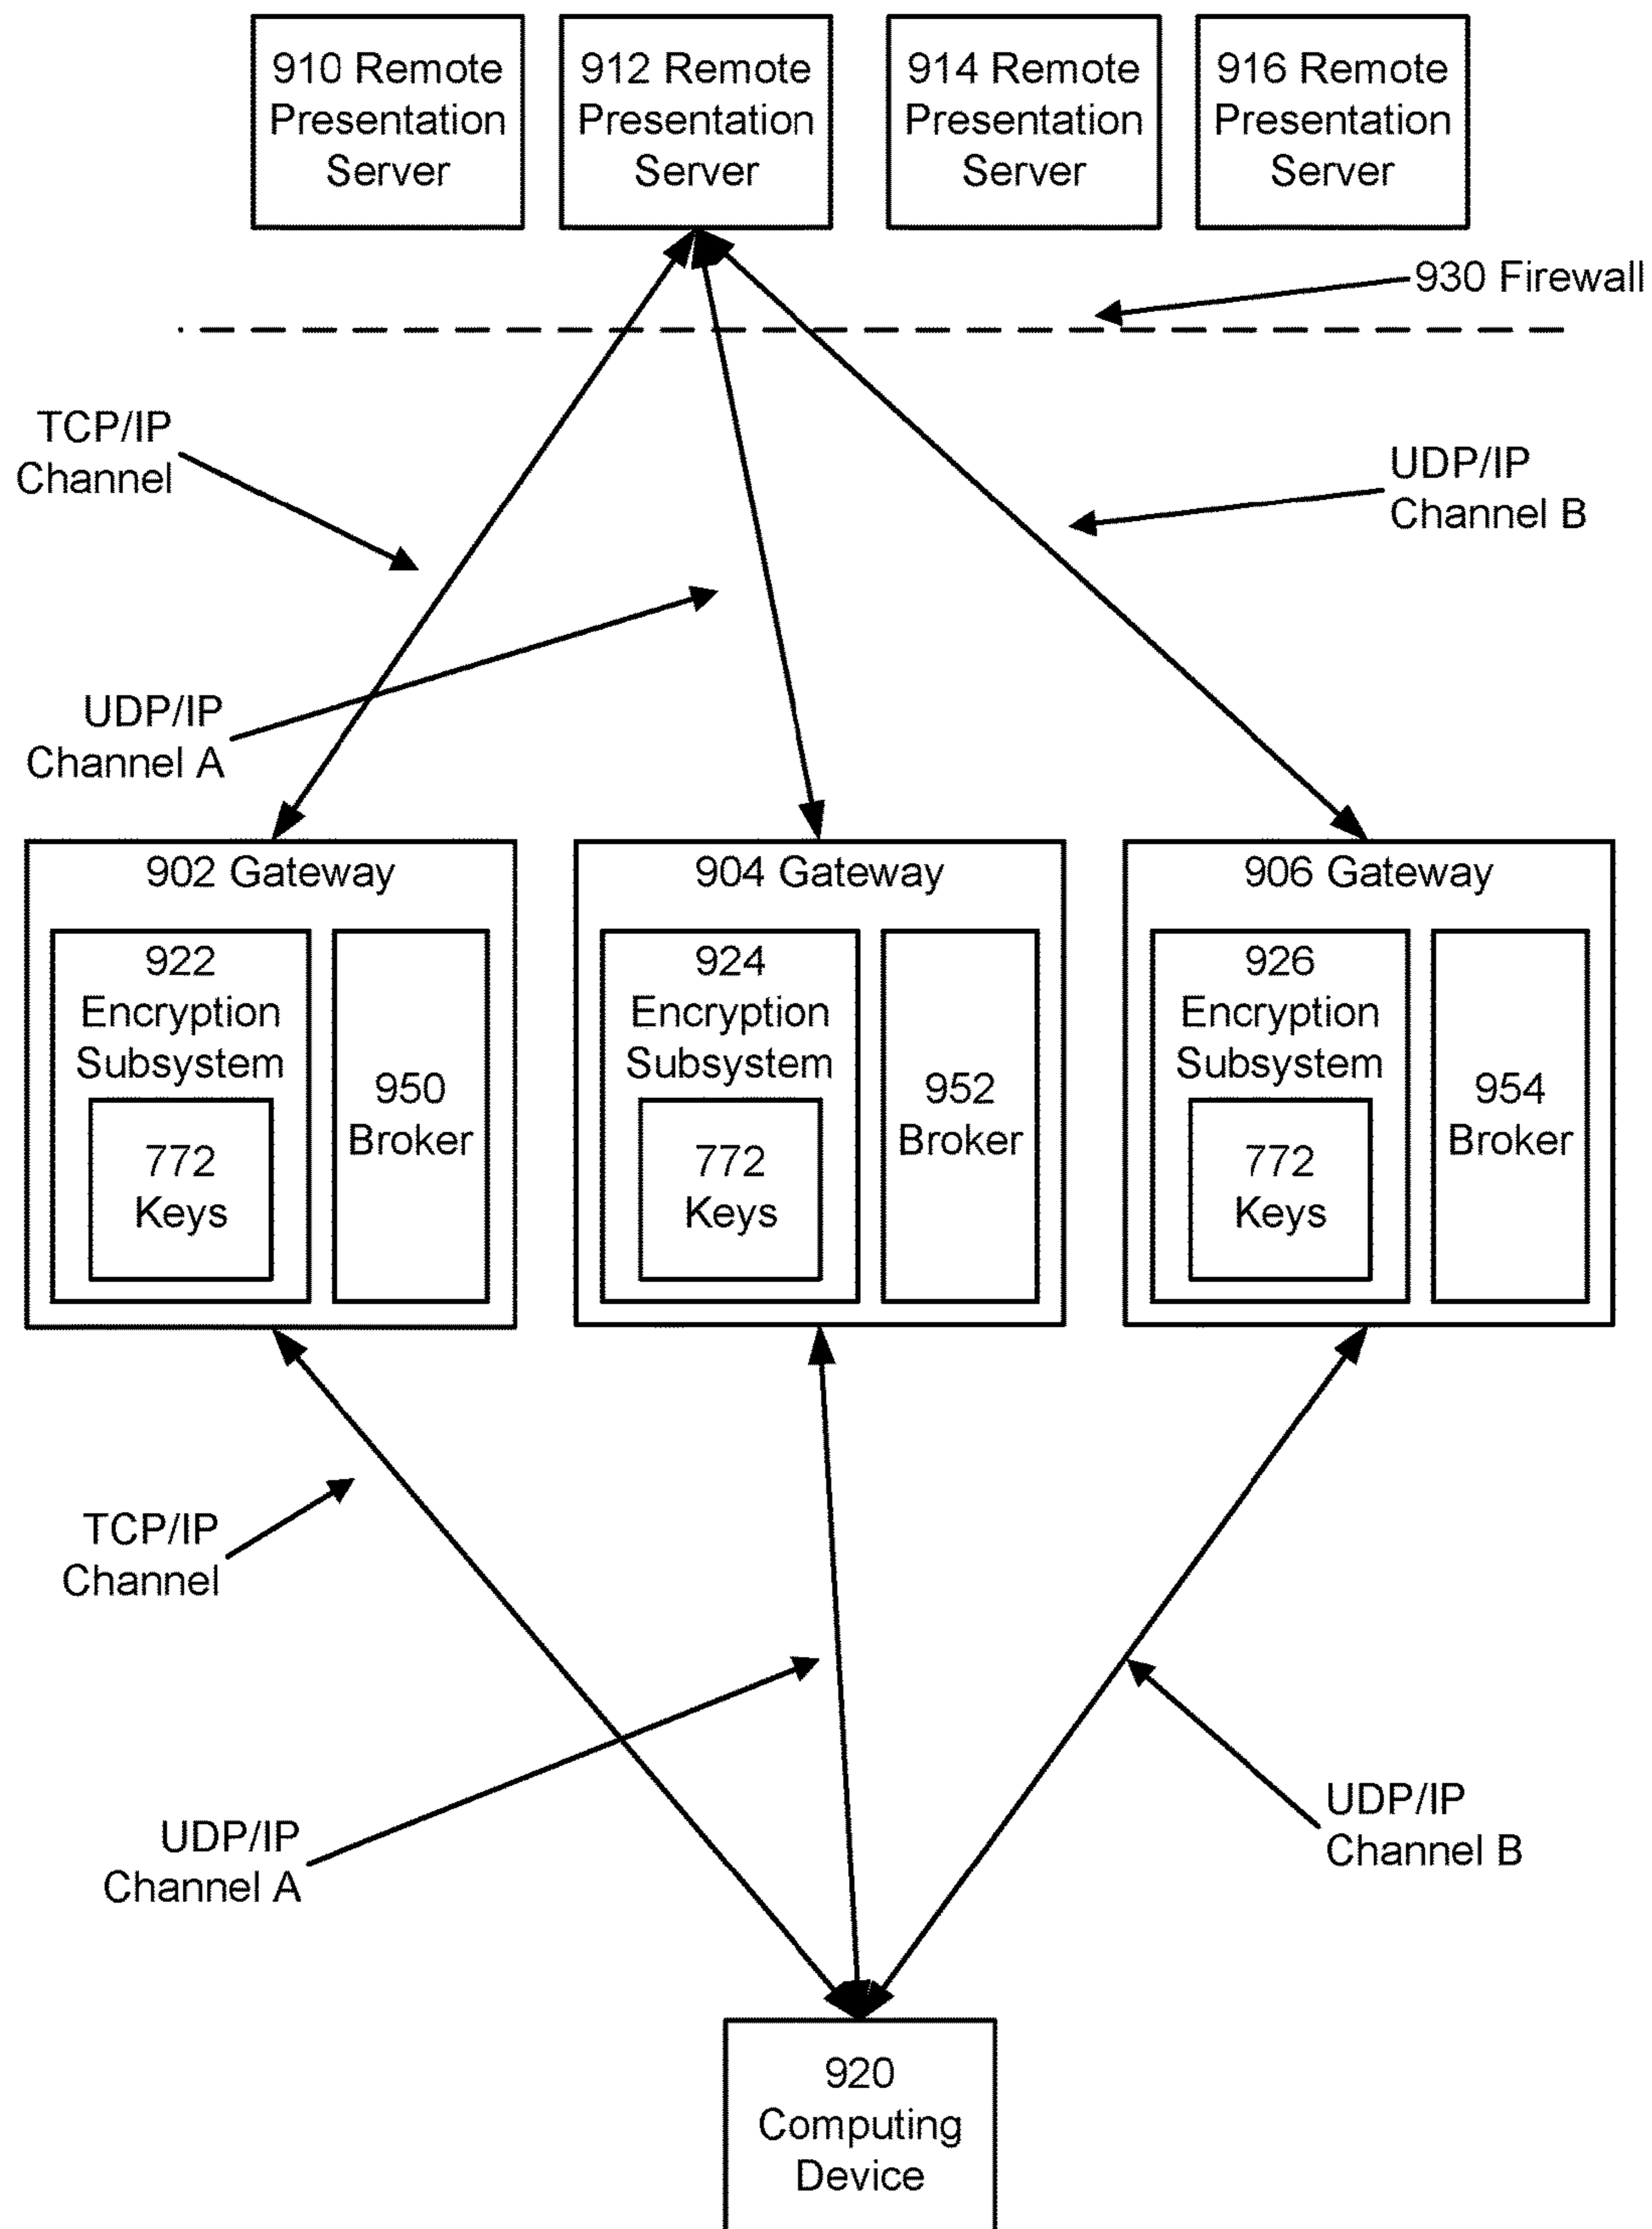 910 Remote
Presentation
Server
912 Remote
Presentation
Server
914 Remote
Presentation
Server
916 Remote
Presentation
Server
930 Firewall
TCP/IP
Channel
UDP/IP
Channel B
UDP/IP
Channel A
902 Gateway
922
Encryption
Subsystem
772
Keys
950
Broker
904 Gateway
924
Encryption
Subsystem
772
Keys
952
Broker
906 Gateway
926
Encryption
Subsystem
772
Keys
954
Broker
TCP/IP
Channel
UDP/IP
Channel A
UDP/IP
Channel B
920
Computing
Device